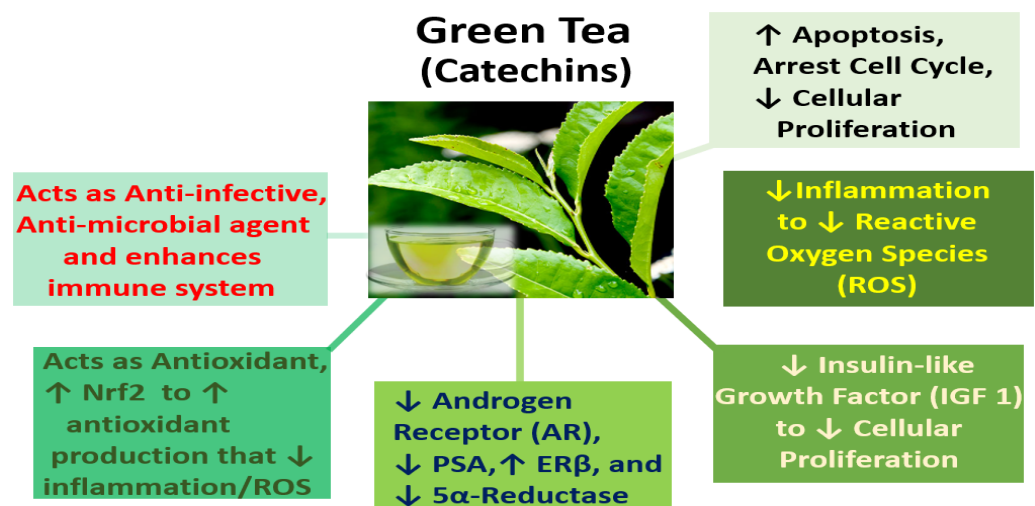 Green Tea
(Catechins)
↑ Apoptosis,
Arrest Cell Cycle,
↓ Cellular
Proliferation
Acts as Anti-infective,
Anti-microbial agent
and enhances
immune system
↓Inflammation
to ↓ Reactive
Oxygen Species
(ROS)
Acts as Antioxidant,
↑ Nrf2 to ↑
antioxidant
production that ↓
inflammation/ROS
↓ Androgen
Receptor (AR),
↓ PSA,↑ ERβ, and
↓ 5α-Reductase
↓ Insulin-like
Growth Factor (IGF 1)
to ↓ Cellular
Proliferation